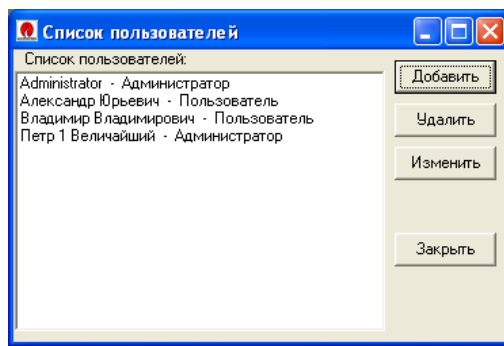 Список пользователей
Список пользователей:
Administrator - Администратор
Александр Юрьевич - Пользователь
Владимир Владимирович - Пользователь
Петр 1 Величайший - Администратор
Добавить
Удалить
Изменить
Закрыть